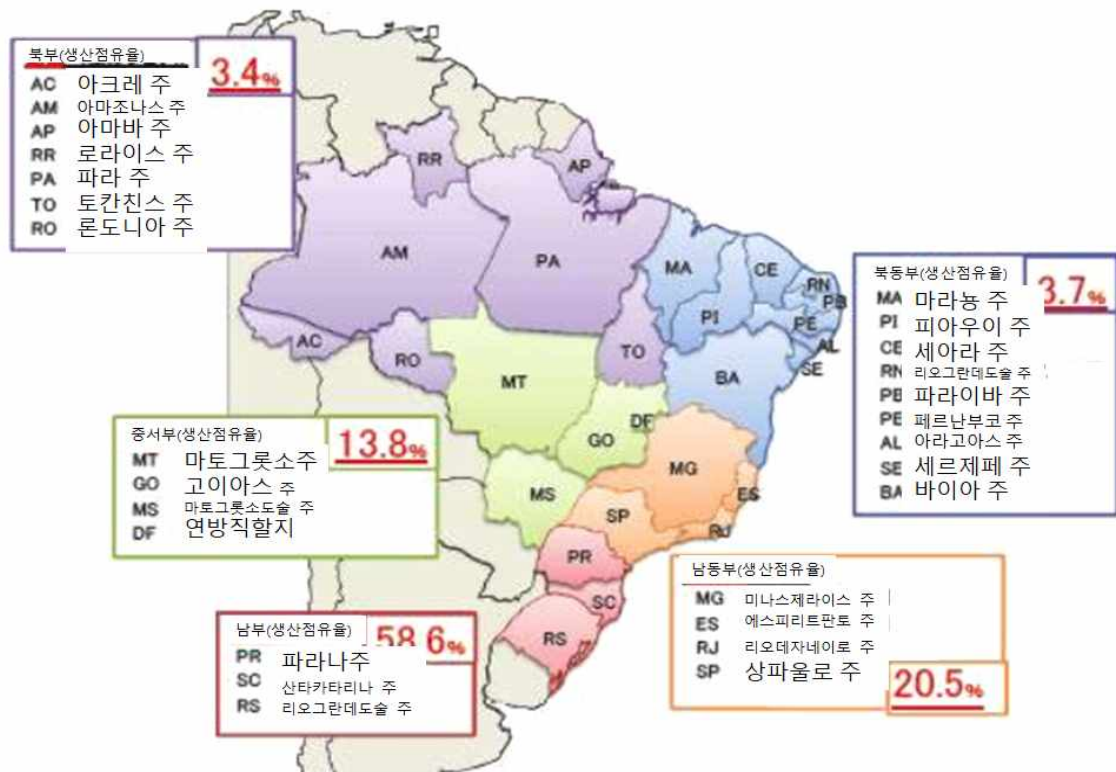 북부(생산점유율)
3.4%
AC 아크레 주
AM 아마조나스 주
AP 아마바 주
RR 로라이스 주
PA 파라 주
TO 토칸친스 주
RO 론도니아 주
북동부(생산점유율)
3.7%
MA 마라뇽 주
PI 피아우이 주
CE 세아라 주
RN 리오그란데도술 주
PB 파라이바 주
PE 페르난부코 주
AL 아라고아스 주
SE 세르제페 주
BA 바이아 주
중서부(생산점유율)
13.8%
MT 마토그롯소주
GO 고이아스 주
MS 마토그롯소도술 주
DF 연방직할지
남부(생산점유율)
58.6%
PR 파라나주
SC 산타카타리나 주
RS 리오그란데도술 주
남동부(생산점유율)
MG 미나스제라이스 주
ES 에스피리트판토 주
RJ 리오데자네이로 주
SP 상파울로 주
20.5%
RR
AP
AM
PA
MA
CE
RN
PB
PI
PE
AL
SE
AC
RO
TO
BA
MT
DF
GO
MG
ES
MS
SP
RJ
PR
SC
RS